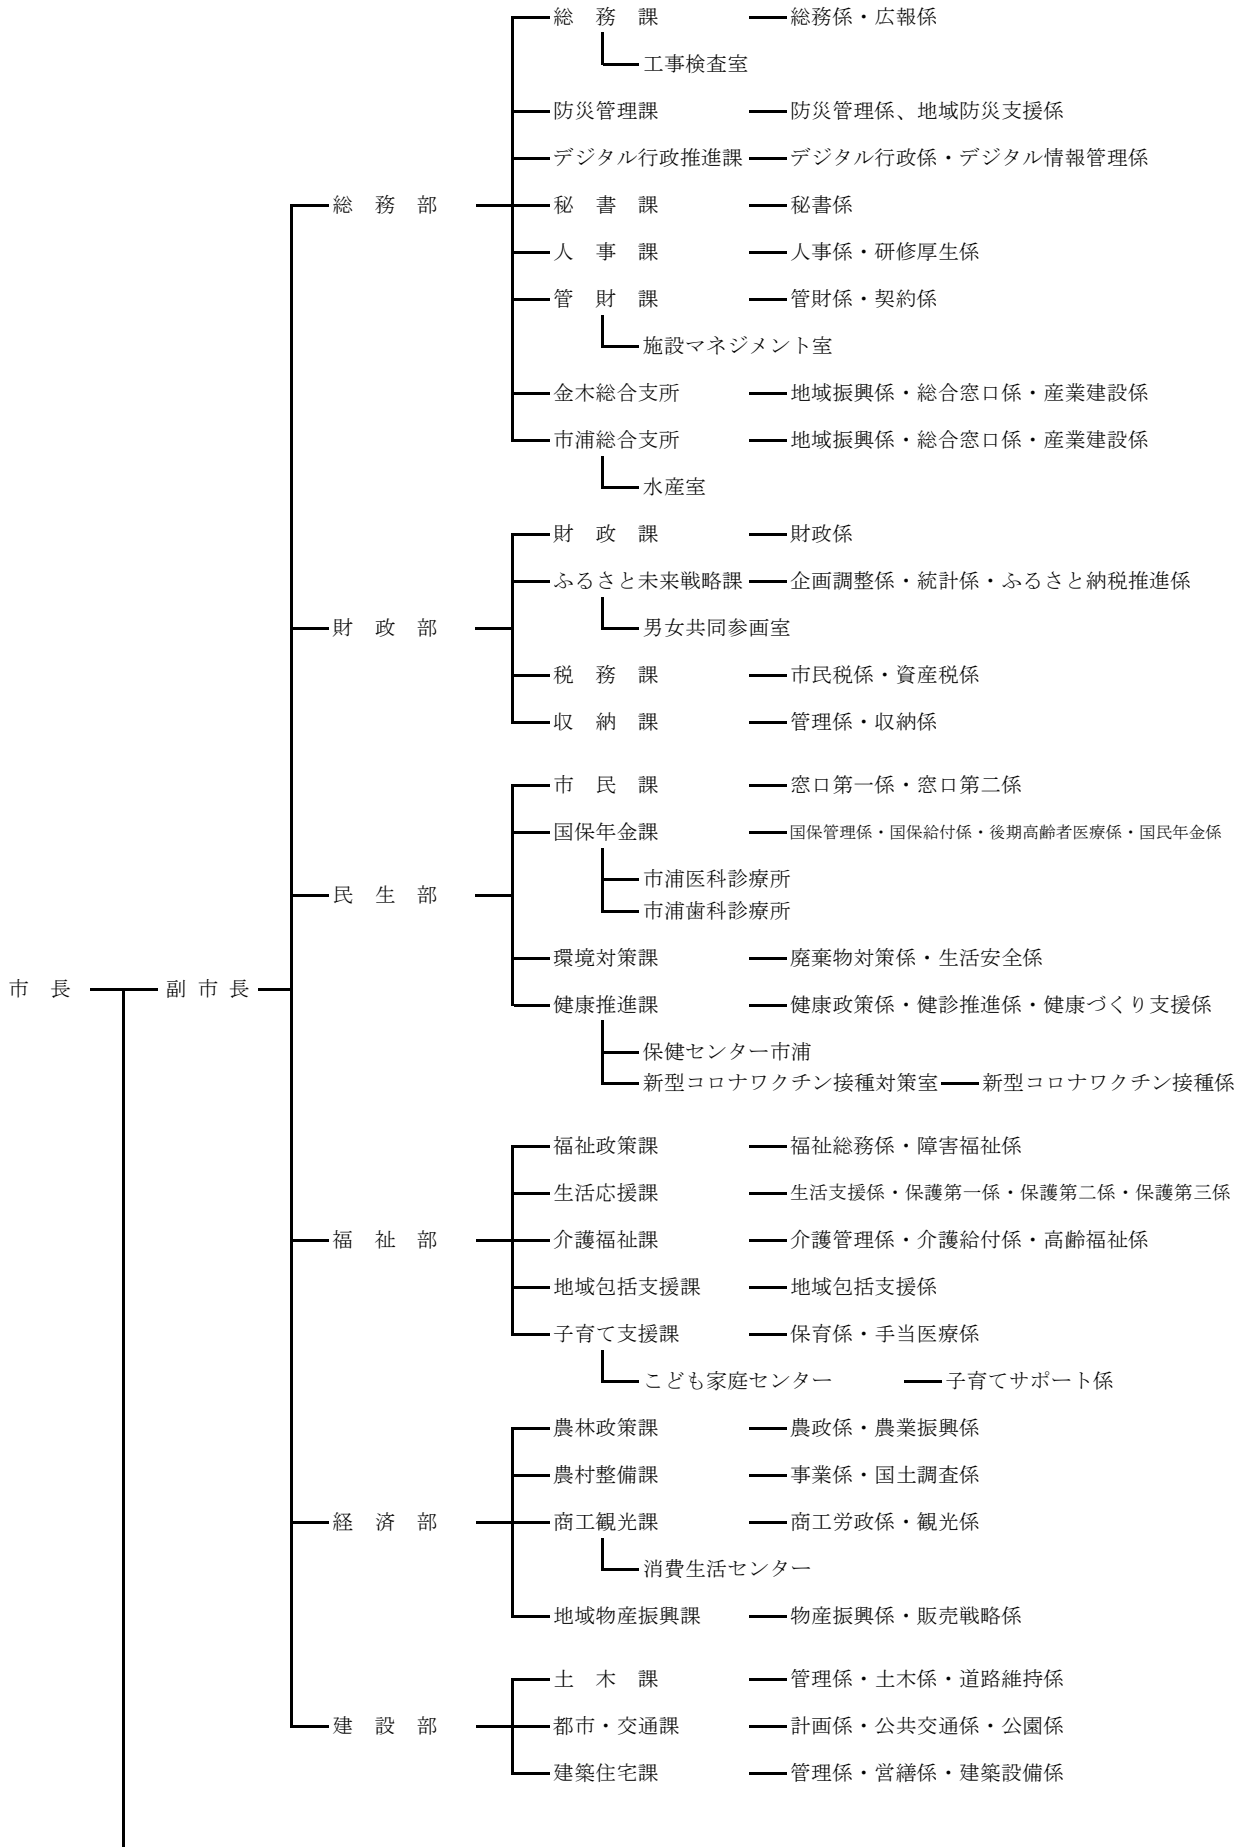 総務課 総務係・広報係
工事検査室
防災管理課 防災管理係、地域防災支援係
デジタル行政推進課 デジタル行政係・デジタル情報管理係
総務部 秘書課 秘書係
人事課 人事係・研修厚生係
管財課 管財係・契約係
施設マネジメント室
金木総合支所 地域振興係・総合窓口係・産業建設係
市浦総合支所 地域振興係・総合窓口係・産業建設係
水産室
財政課 財政係
ふるさと未来戦略課 企画調整係・統計係・ふるさと納税推進係
財政部 男女共同参画室
税務課 市民税係・資産税係
収納課 管理係・収納係
市民課 窓口第一係・窓口第二係
国保年金課 国保管理係・国保給付係・後期高齢者医療係・国民年金係
市浦医科診療所
民生部
市浦歯科診療所
環境対策課 廃棄物対策係・生活安全係
市長 副市長
健康推進課 健康政策係・健診推進係・健康づくり支援係
保健センター市浦
新型コロナワクチン接種対策室 新型コロナワクチン接種係
福祉政策課 福祉総務係・障害福祉係
生活応援課 生活支援係・保護第一係・保護第二係・保護第三係
福祉部 介護福祉課 介護管理係・介護給付係・高齢福祉係
地域包括支援課 地域包括支援係
子育て支援課 保育係・手当医療係
こども家庭センター 子育てサポート係
農林政策課 農政係・農業振興係
農村整備課 事業係・国土調査係
経済部 商工観光課 商工労政係・観光係
消費生活センター
地域物産振興課 物産振興係・販売戦略係
土木課 管理係・土木係・道路維持係
建設部 都市・交通課 計画係・公共交通係・公園係
建築住宅課 管理係・営繕係・建築設備係